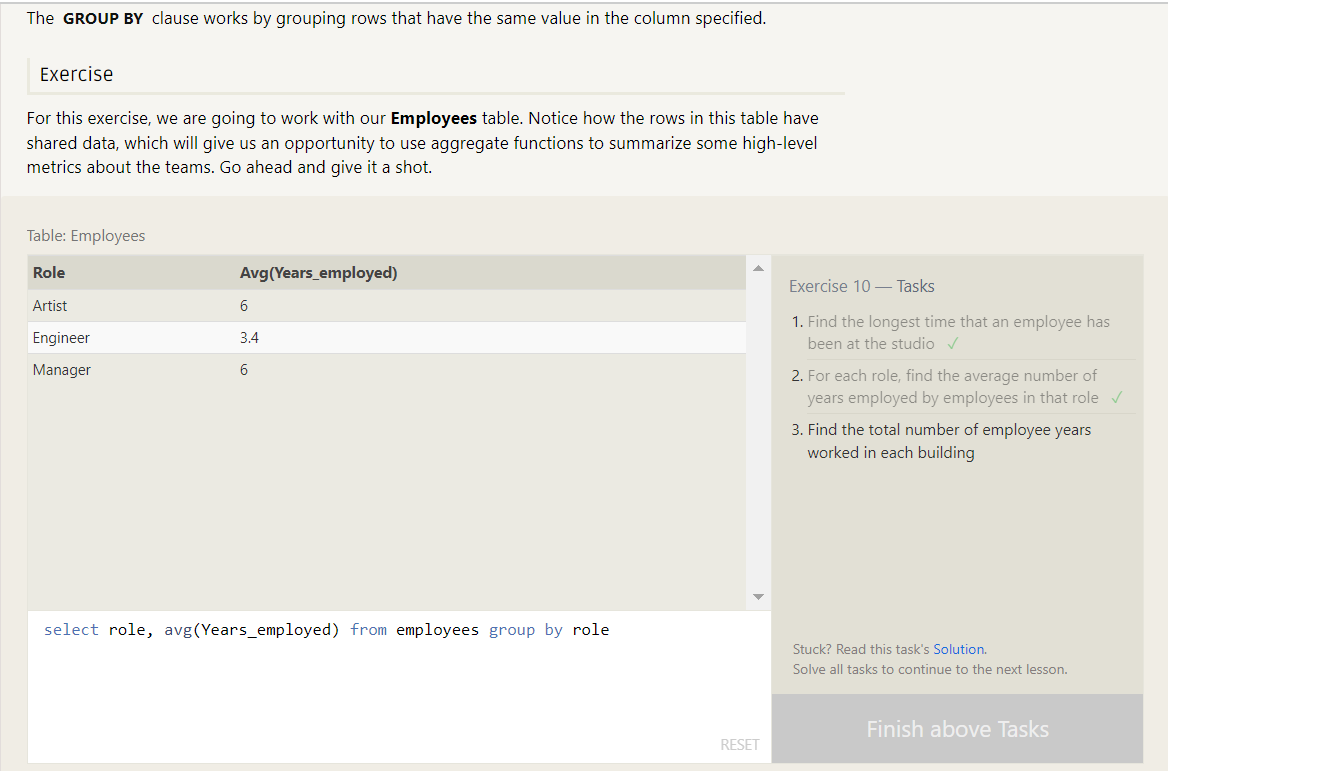 The GROUP BY clause works by grouping rows that have the same value in the column specified.
Exercise
For this exercise, we are going to work with our Employees table. Notice how the rows in this table have
shared data, which will give us an opportunity to use aggregate functions to summarize some high-level
metrics about the teams. Go ahead and give it a shot.
Table: Employees
Role Avg(Years_employed)
Artist 6
Engineer 3.4
Manager 6
select role, avg(Years_employed) from employees group by role
RESET
Exercise 10 — Tasks
1. Find the longest time that an employee has
been at the studio ✓
2. For each role, find the average number of
years employed by employees in that role ✓
3. Find the total number of employee years
worked in each building
Stuck? Read this task's Solution.
Solve all tasks to continue to the next lesson.
Finish above Tasks